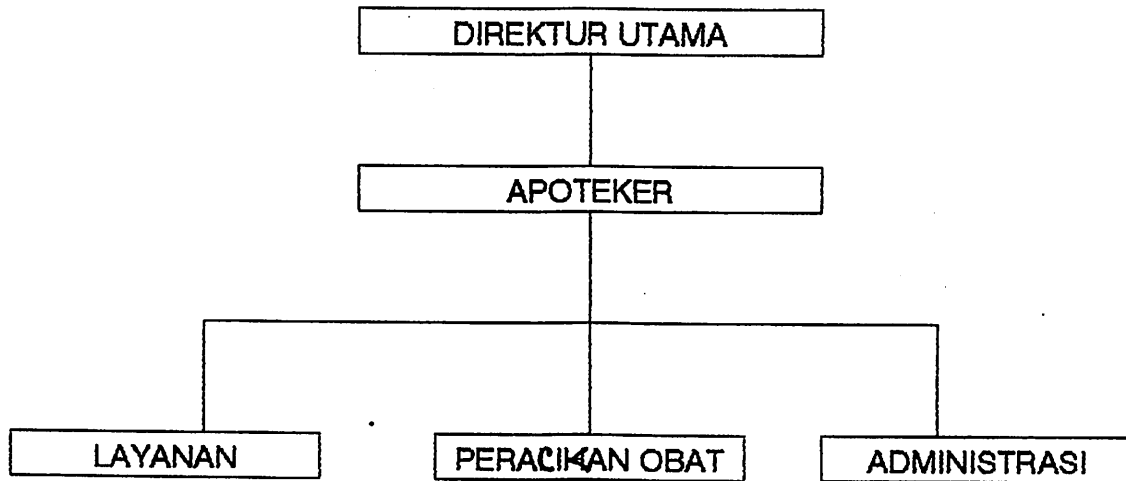 DIREKTUR UTAMA
APOTEKER
LAYANAN
PERACIKAN OBAT
ADMINISTRASI